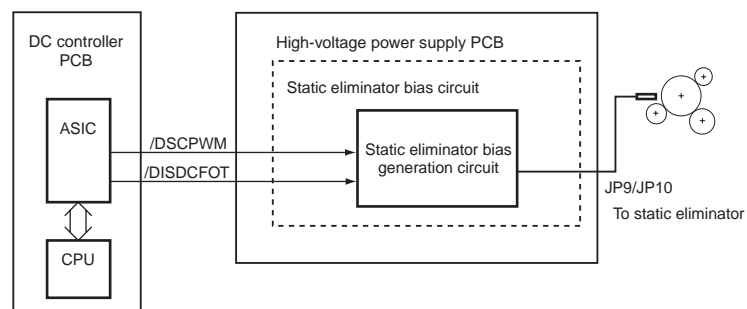 DC controller
PCB
ASIC
CPU
/DSCPWM
/DISDCFOT
High-voltage power supply PCB
Static eliminator bias circuit
Static eliminator bias
generation circuit
JP9/JP10
To static eliminator